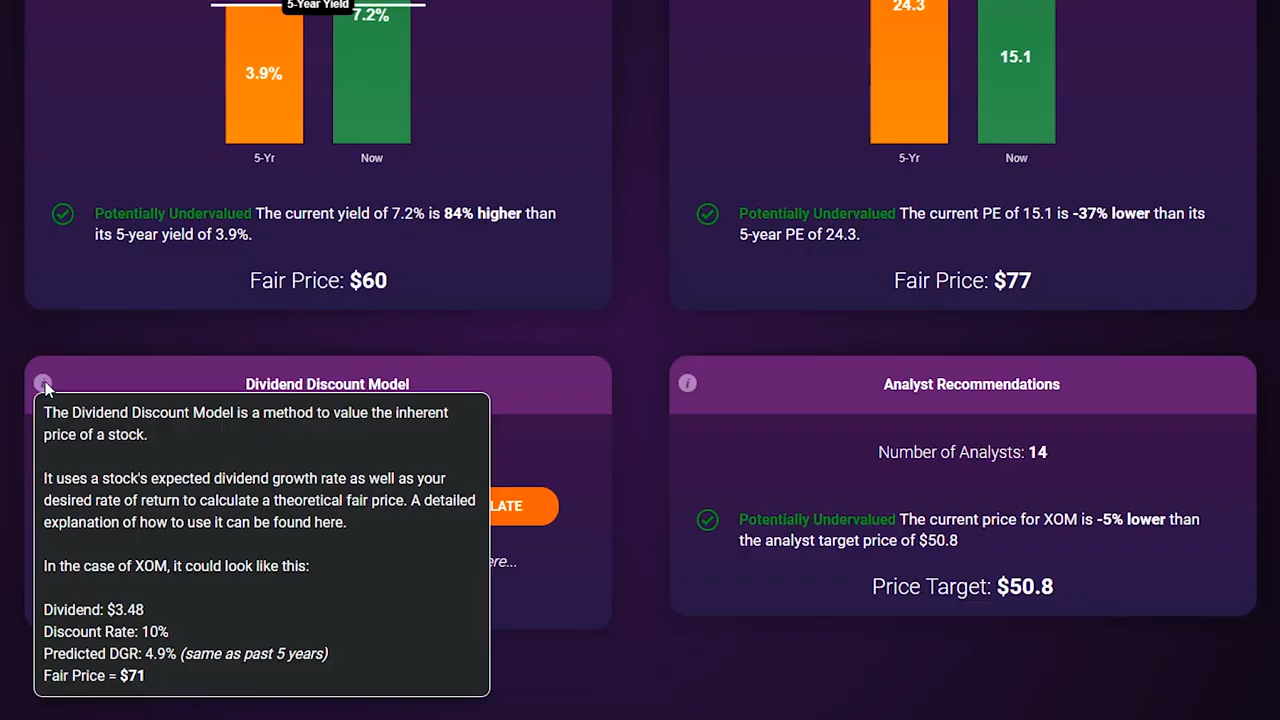 5-Year Yield
7.2%
3.9%
5-Yr
Now
Potentially Undervalued The current yield of 7.2% is 84% higher than
its 5-year yield of 3.9%.
Fair Price: $60
24.3
15.1
5-Yr
Now
Potentially Undervalued The current PE of 15.1 is -37% lower than its
5-year PE of 24.3.
Fair Price: $77
Dividend Discount Model
The Dividend Discount Model is a method to value the inherent
price of a stock.
It uses a stock's expected dividend growth rate as well as your
desired rate of return to calculate a theoretical fair price. A detailed
explanation of how to use it can be found here.
In the case of XOM, it could look like this:
Dividend: $3.48
Discount Rate: 10%
Predicted DGR: 4.9% (same as past 5 years)
Fair Price = $71
LATE
ere...
i
Analyst Recommendations
Number of Analysts: 14
Potentially Undervalued The current price for XOM is -5% lower than
the analyst target price of $50.8
Price Target: $50.8